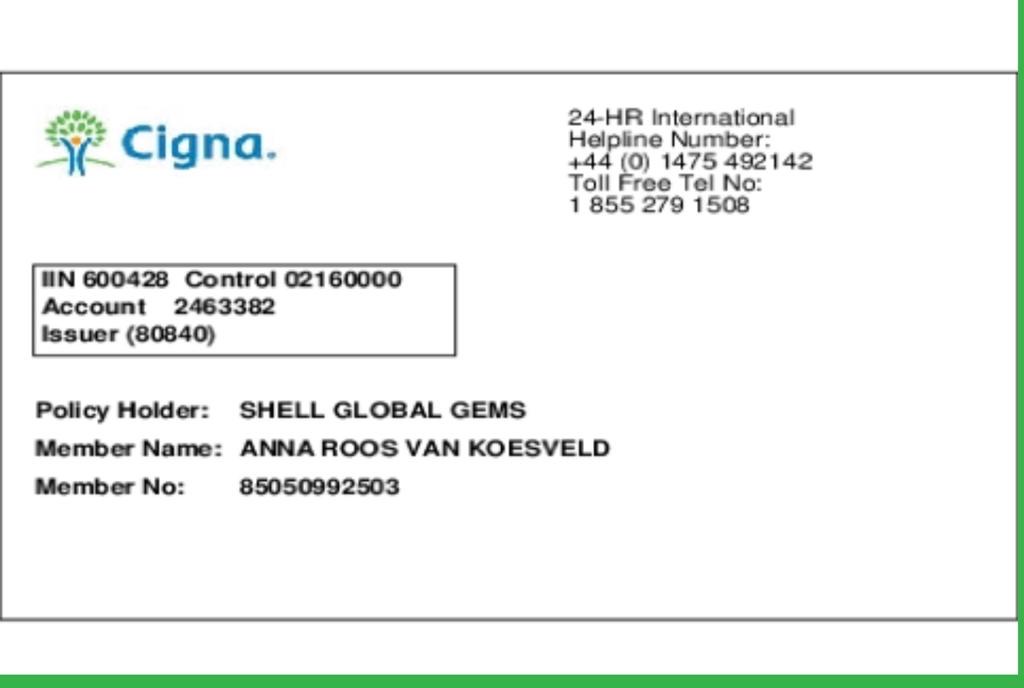 Cigna.
24-HR International
Helpline Number:
+44 (0) 1475 492142
Toll Free Tel No:
1 855 279 1508
IIN 600428 Control 02160000
Account 2463382
Issuer (80840)
Policy Holder: SHELL GLOBAL GEMS
Member Name: ANNA ROOS VAN KOESVELD
Member No: 85050992503